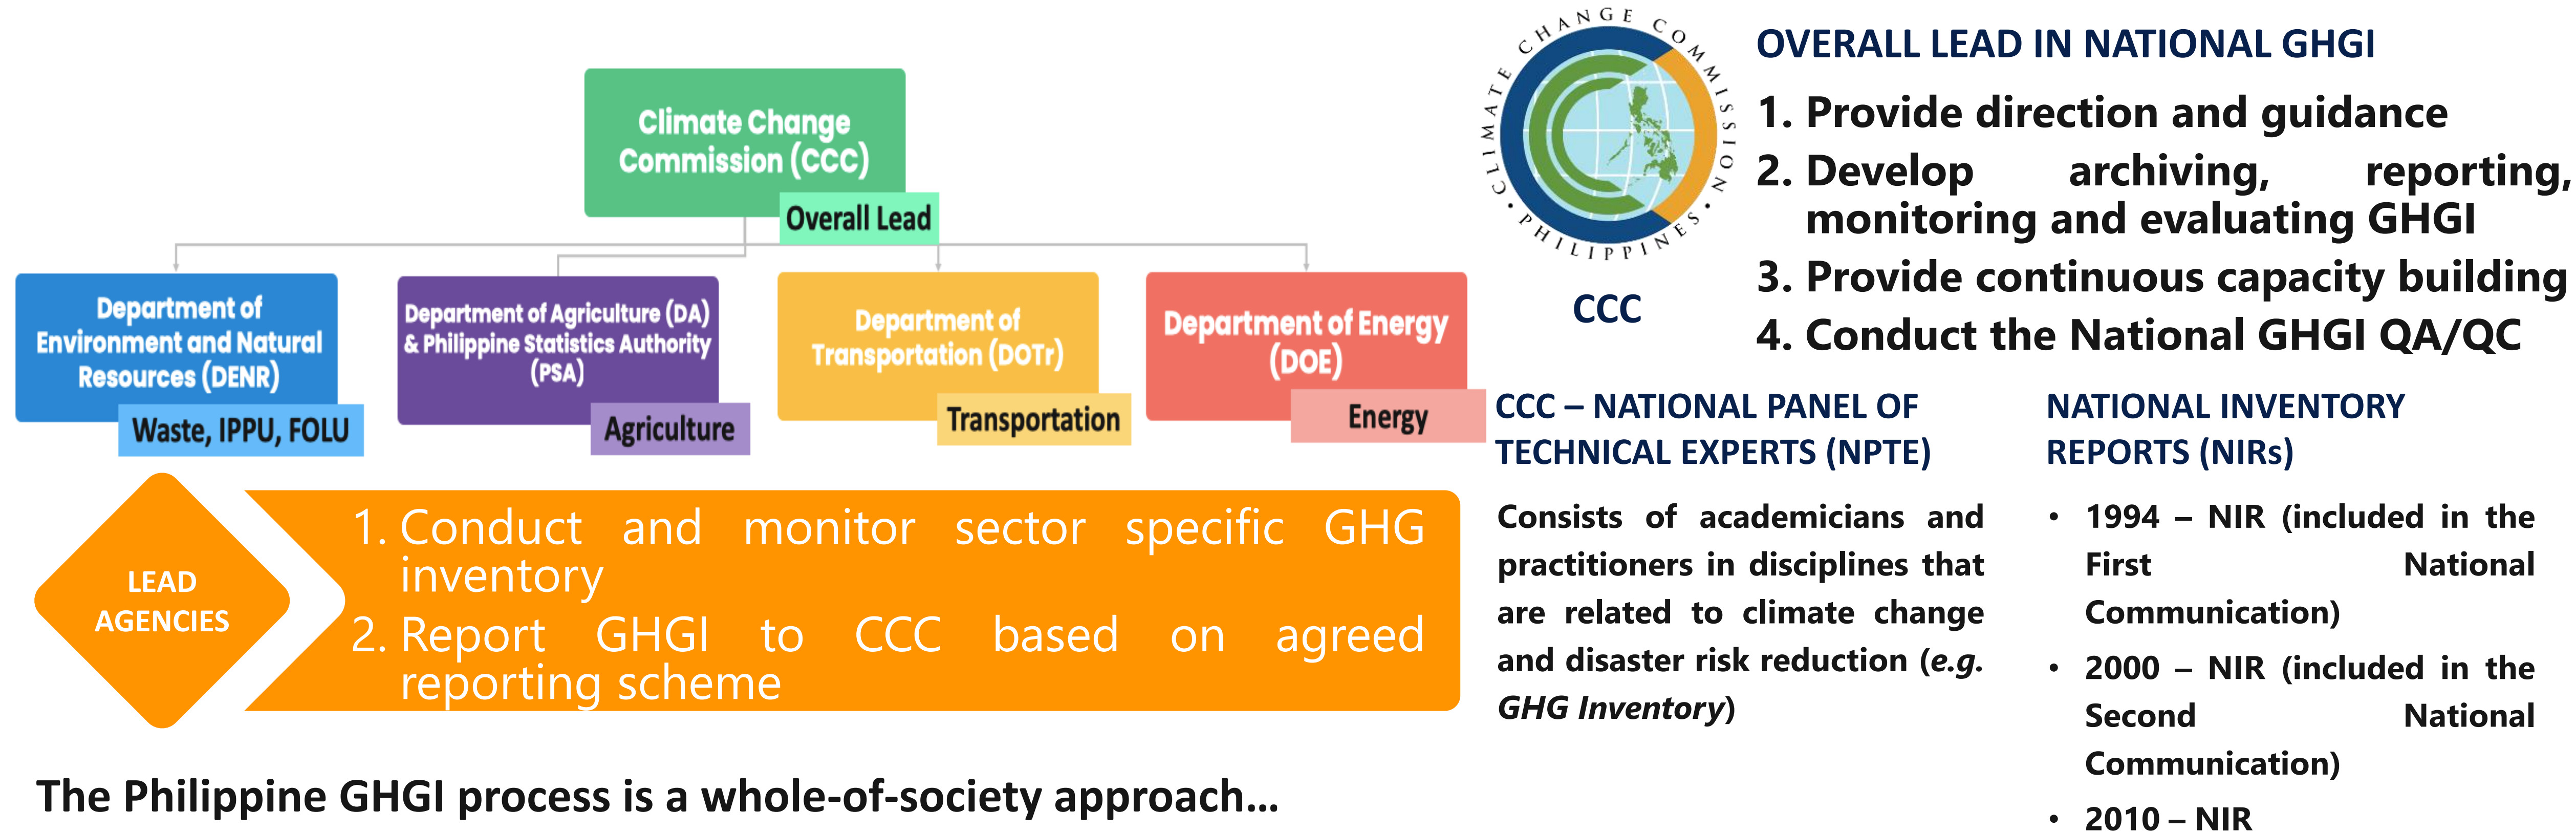 Climate Change
Commission (CCC)
Overall Lead
Department of
Environment and Natural
Resources (DENR)
Waste, IPPU, FOLU
Department of Agriculture (DA)
& Philippine Statistics Authority
(PSA)
Agriculture
Department of
Transportation (DOTr)
Transportation
Department of Energy
(DOE)
Energy
LEAD
AGENCIES
1. Conduct and monitor sector specific GHG
inventory
2. Report GHGI to CCC based on agreed
reporting scheme
The Philippine GHGI process is a whole-of-society approach...
CLIMATE CHANGE COMMISSION • PHILIPPINES •
CCC
OVERALL LEAD IN NATIONAL GHGI
1. Provide direction and guidance
2. Develop archiving, reporting,
monitoring and evaluating GHGI
3. Provide continuous capacity building
4. Conduct the National GHGI QA/QC
CCC – NATIONAL PANEL OF
TECHNICAL EXPERTS (NPTE)
Consists of academicians and
practitioners in disciplines that
are related to climate change
and disaster risk reduction (e.g.
GHG Inventory)
NATIONAL INVENTORY
REPORTS (NIRs)
• 1994 – NIR (included in the
First National
Communication)
• 2000 – NIR (included in the
Second National
Communication)
• 2010 – NIR